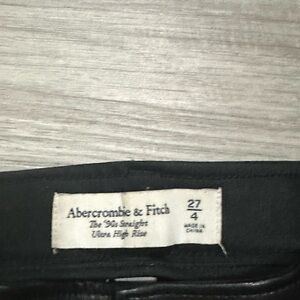 Abercrombie & Fitch
The '90s Straight
Ultra High Rise
27
4
MADE IN
CHINA